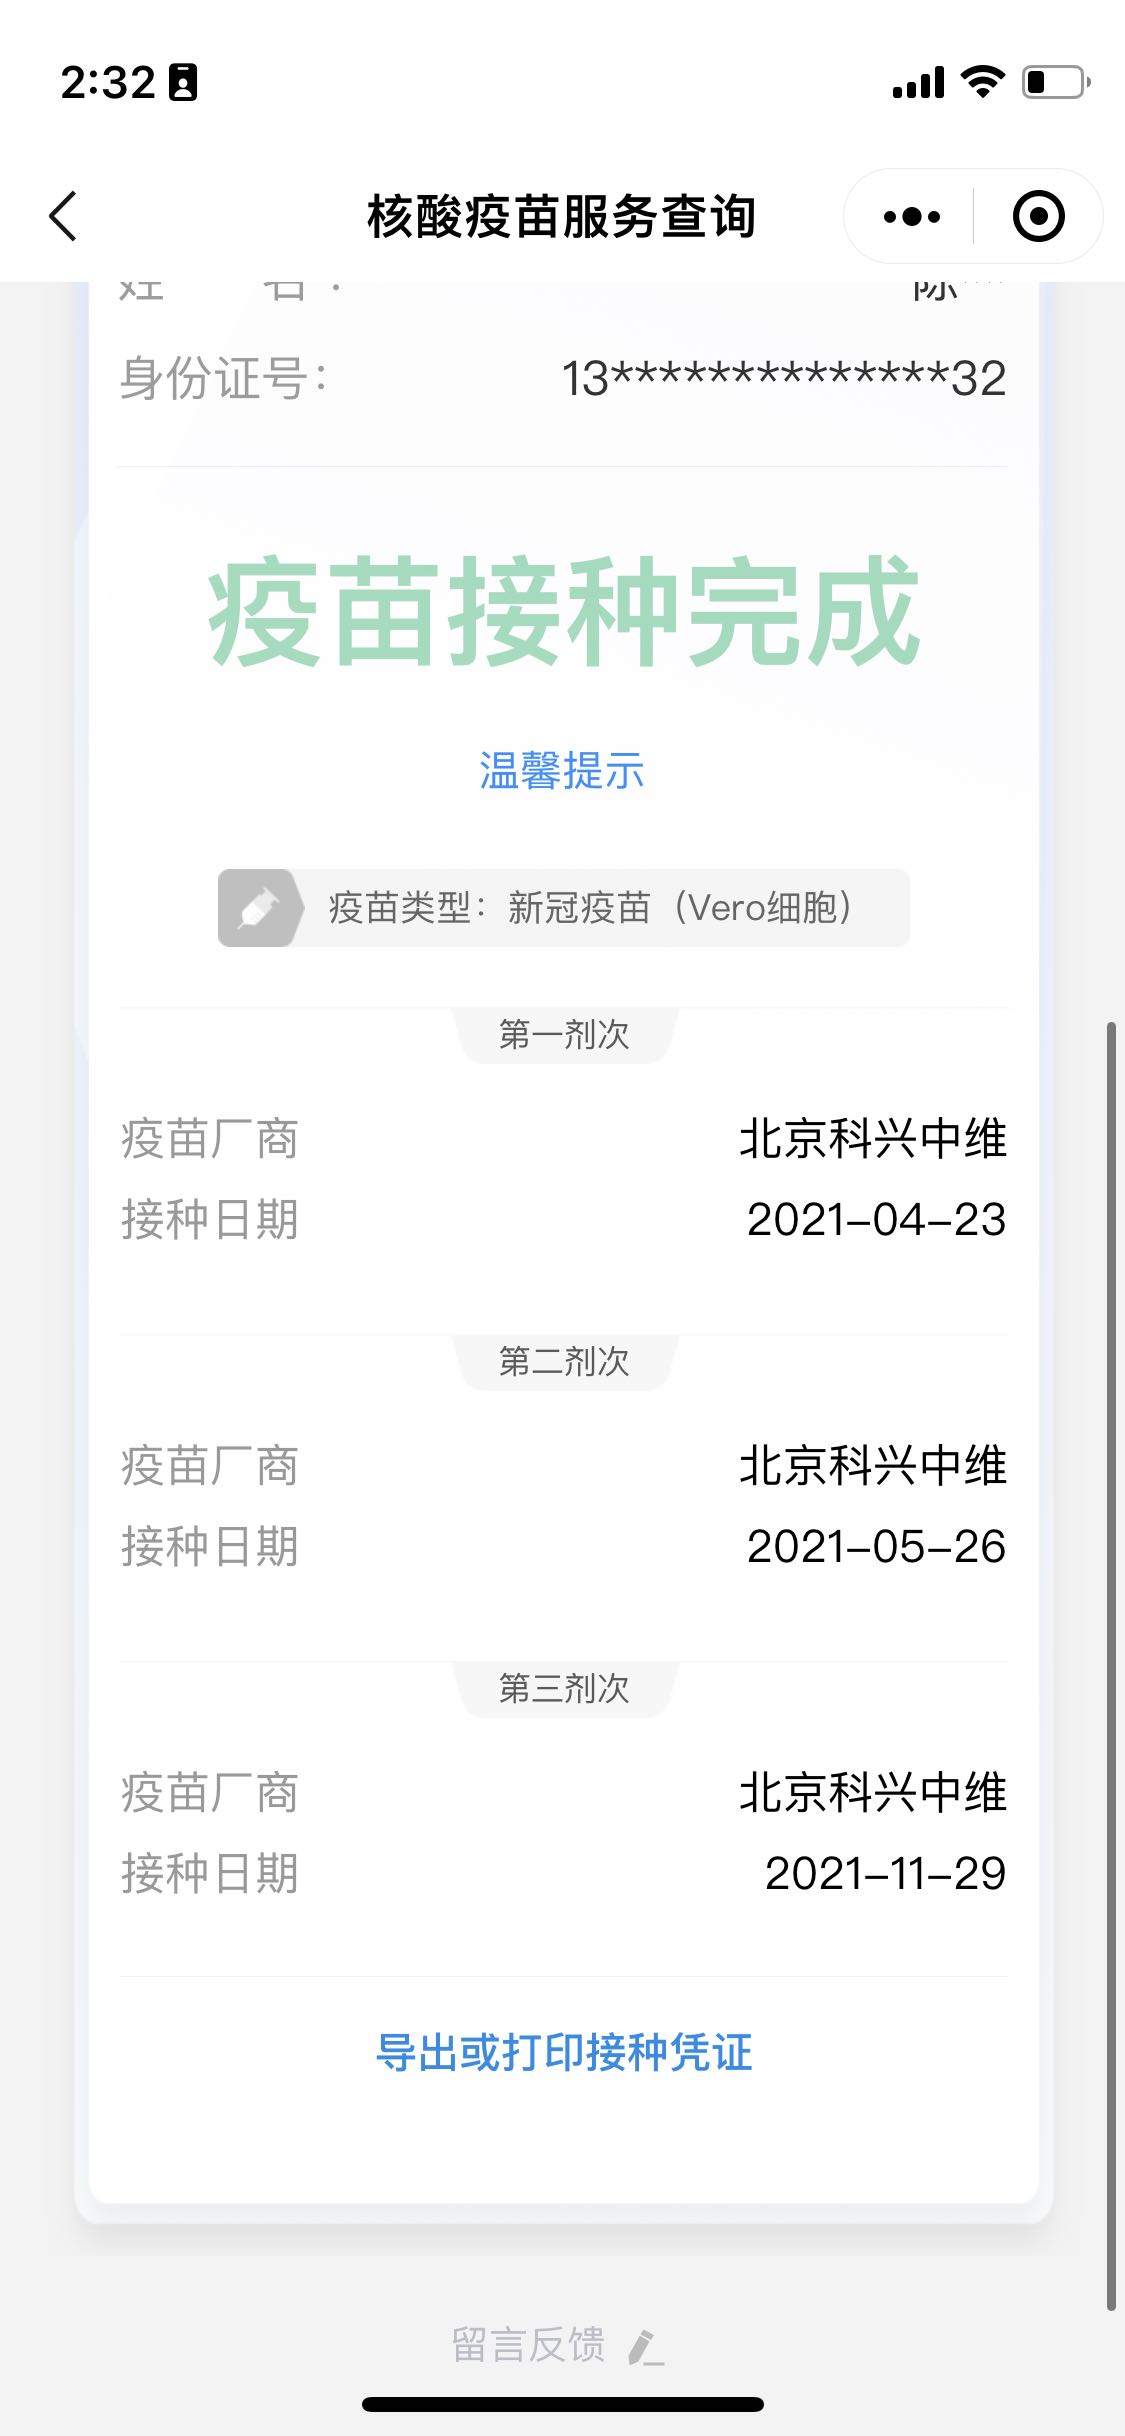 2:32
核酸疫苗服务查询
姓 名：陈
身份证号： 13**************32
疫苗接种完成
温馨提示
疫苗类型：新冠疫苗（Vero细胞）
第一剂次
疫苗厂商 北京科兴中维
接种日期 2021-04-23
第二剂次
疫苗厂商 北京科兴中维
接种日期 2021-05-26
第三剂次
疫苗厂商 北京科兴中维
接种日期 2021-11-29
导出或打印接种凭证
留言反馈